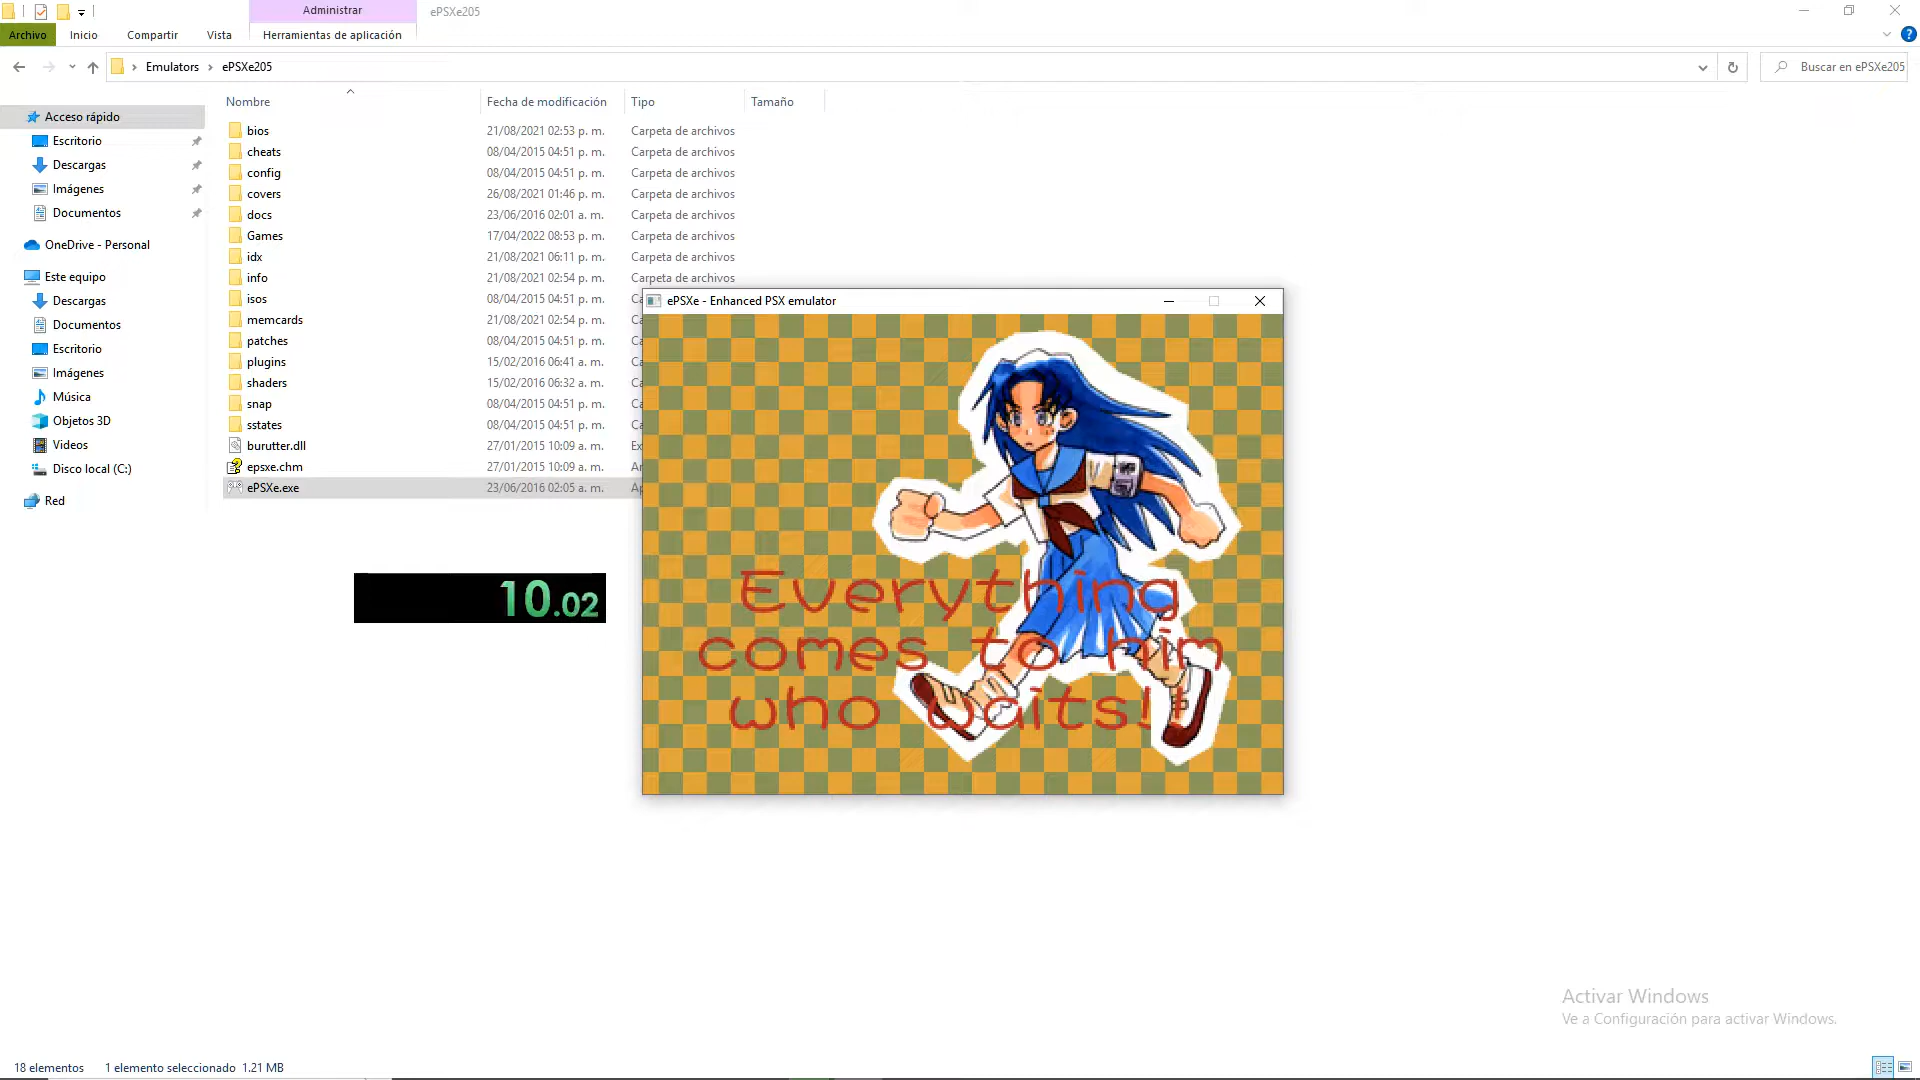 Administrar
ePSXe205
Archivo
Inicio
Compartir
Vista
Herramientas de aplicación
Emulators
ePSXe205
Buscar en ePSXe205
Nombre
Fecha de modificación
Tipo
Tamaño
Acceso rápido
Escritorio
Descargas
Imágenes
Documentos
OneDrive - Personal
Este equipo
Descargas
Documentos
Escritorio
Imágenes
Música
Objetos 3D
Videos
Disco local (C:)
Red
bios 21/08/2021 02:53 p. m. Carpeta de archivos
cheats 08/04/2015 04:51 p. m. Carpeta de archivos
config 08/04/2015 04:51 p. m. Carpeta de archivos
covers 26/08/2021 01:46 p. m. Carpeta de archivos
docs 23/06/2016 02:01 a. m. Carpeta de archivos
Games 17/04/2022 08:53 p. m. Carpeta de archivos
idx 21/08/2021 06:11 p. m. Carpeta de archivos
info 21/08/2021 02:54 p. m. Carpeta de archivos
isos 08/04/2015 04:51 p. m. Ca
memcards 21/08/2021 02:54 p. m. Ca
patches 08/04/2015 04:51 p. m. Ca
plugins 15/02/2016 06:41 a. m. Ca
shaders 15/02/2016 06:32 a. m. Ca
snap 08/04/2015 04:51 p. m. Ca
sstates 08/04/2015 04:51 p. m. Ca
burutter.dll 27/01/2015 10:09 a. m. Ex
epsxe.chm 27/01/2015 10:09 a. m. Ar
ePSXe.exe 23/06/2016 02:05 a. m. Ap
ePSXe - Enhanced PSX emulator
10.02
Everything
comes to him
who waits!!
Activar Windows
Ve a Configuración para activar Windows.
18 elementos
1 elemento seleccionado 1.21 MB